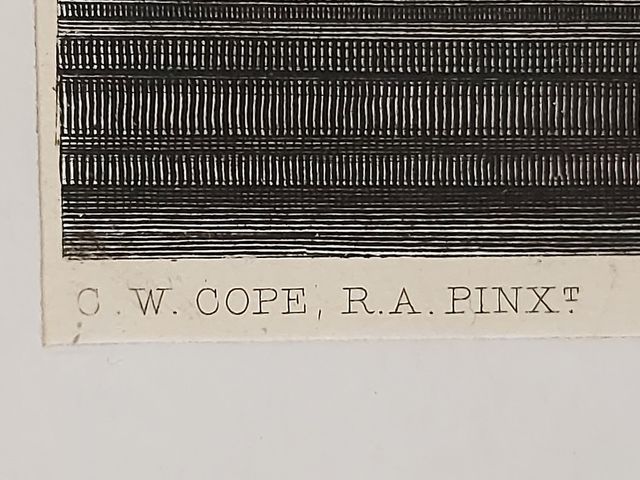 C. W. COPE, R.A. PINXᵀ.